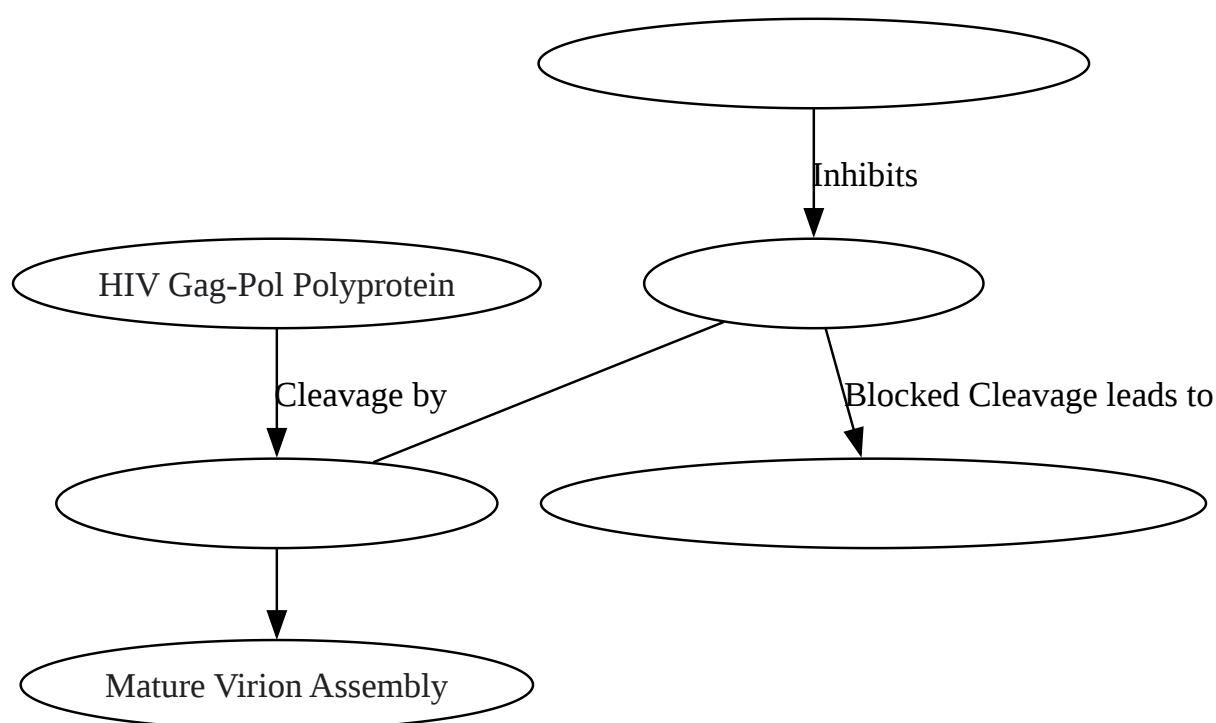 Inhibits
HIV Gag-Pol Polyprotein
Cleavage by
Blocked Cleavage leads to
Mature Virion Assembly